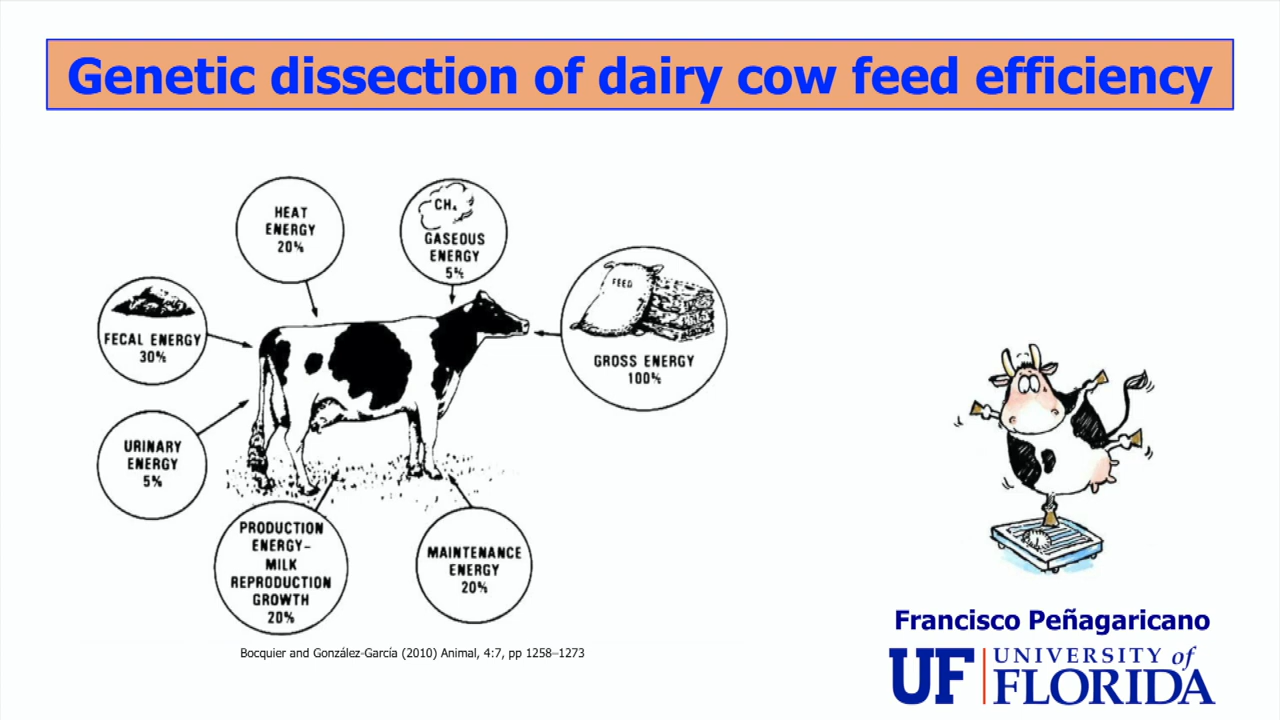 Genetic dissection of dairy cow feed efficiency
HEAT
ENERGY
20%
CH₄
GASEOUS
ENERGY
5%
FEED
GROSS ENERGY
100%
FECAL ENERGY
30%
URINARY
ENERGY
5%
PRODUCTION
ENERGY–
MILK
REPRODUCTION
GROWTH
20%
MAINTENANCE
ENERGY
20%
Bocquier and González-García (2010) Animal, 4:7, pp 1258–1273
Francisco Peñagaricano
UF UNIVERSITY of
FLORIDA